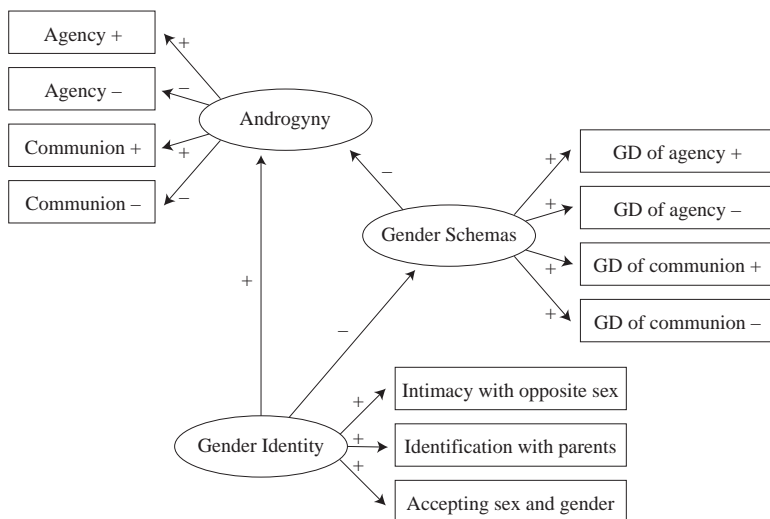 Agency +
+
Agency –
–
Androgyny
Communion +
+
Communion –
–
–
GD of agency +
+
GD of agency –
+
Gender Schemas
GD of communion +
+
GD of communion –
+
+
–
Intimacy with opposite sex
+
Gender Identity
Identification with parents
+
Accepting sex and gender
+